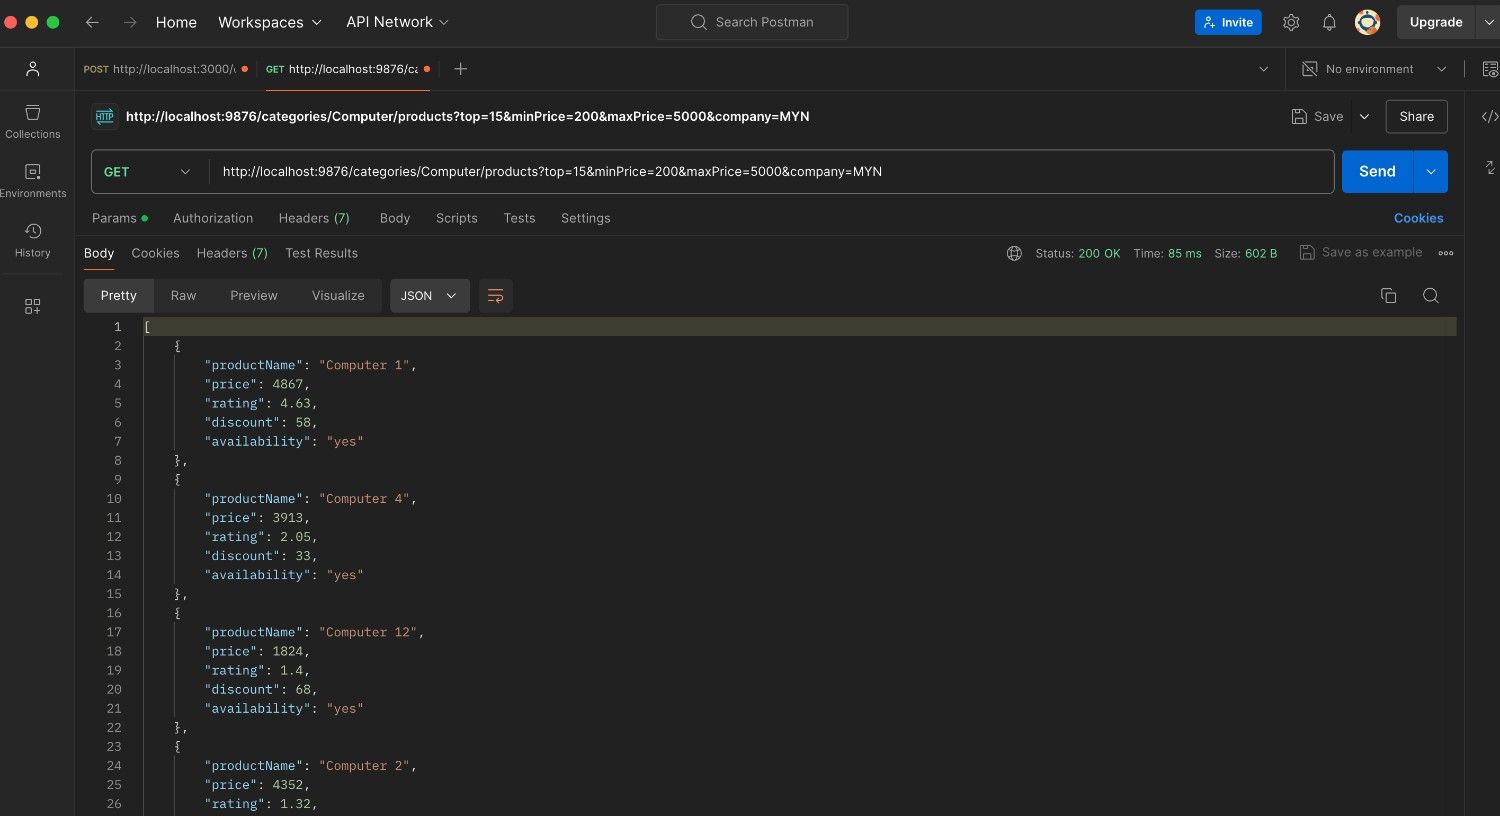 Home Workspaces API Network Search Postman Invite Upgrade
POST http://localhost:3000/ GET http://localhost:9876/ca No environment
HTTP http://localhost:9876/categories/Computer/products?top=15&minPrice=200&maxPrice=5000&company=MYN Save Share
GET http://localhost:9876/categories/Computer/products?top=15&minPrice=200&maxPrice=5000&company=MYN Send
Params Authorization Headers (7) Body Scripts Tests Settings Cookies
Body Cookies Headers (7) Test Results Status: 200 OK Time: 85 ms Size: 602 B Save as example
Pretty Raw Preview Visualize JSON
Collections
Environments
History
1 [
2 {
3 "productName": "Computer 1",
4 "price": 4867,
5 "rating": 4.63,
6 "discount": 58,
7 "availability": "yes"
8 },
9 {
10 "productName": "Computer 4",
11 "price": 3913,
12 "rating": 2.05,
13 "discount": 33,
14 "availability": "yes"
15 },
16 {
17 "productName": "Computer 12",
18 "price": 1824,
19 "rating": 1.4,
20 "discount": 68,
21 "availability": "yes"
22 },
23 {
24 "productName": "Computer 2",
25 "price": 4352,
26 "rating": 1.32,